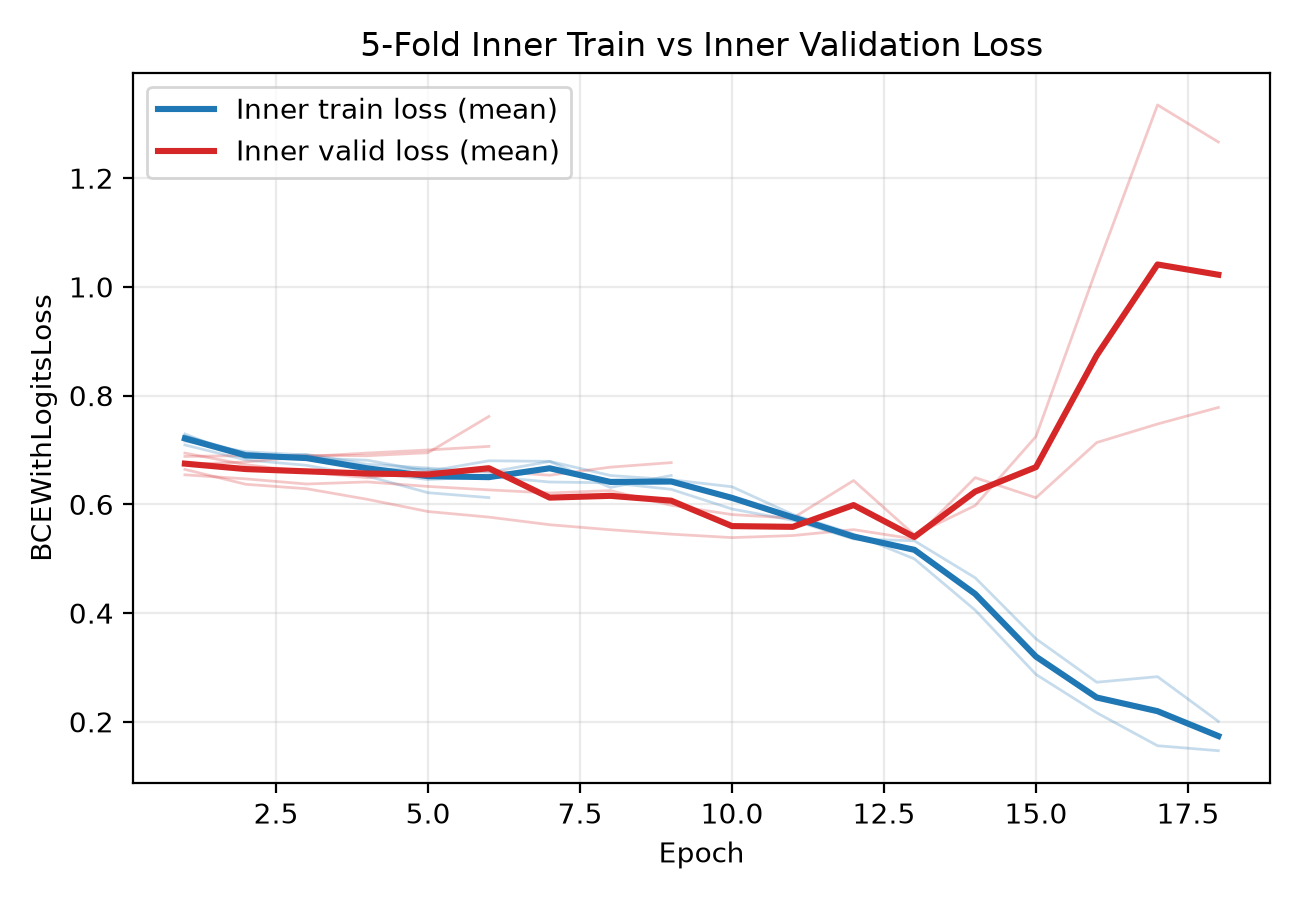 5-Fold Inner Train vs Inner Validation Loss
Inner train loss (mean)
Inner valid loss (mean)
BCEWithLogitsLoss
1.2
1.0
0.8
0.6
0.4
0.2
2.5 5.0 7.5 10.0 12.5 15.0 17.5
Epoch